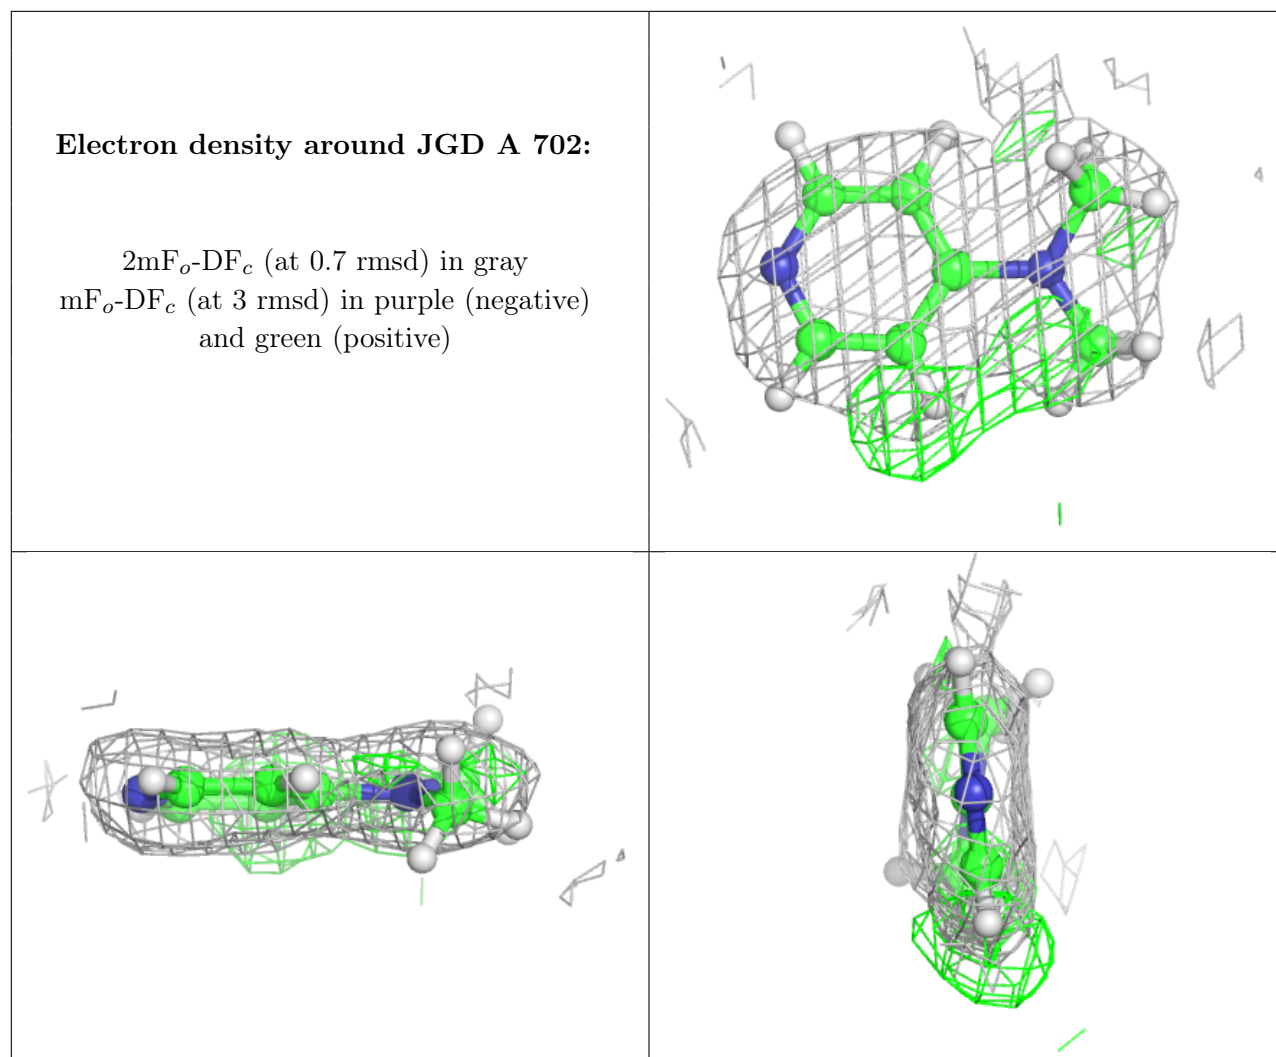 Electron density around JGD A 702:
2mFₒ-DF𝒸 (at 0.7 rmsd) in gray
mFₒ-DF𝒸 (at 3 rmsd) in purple (negative)
and green (positive)